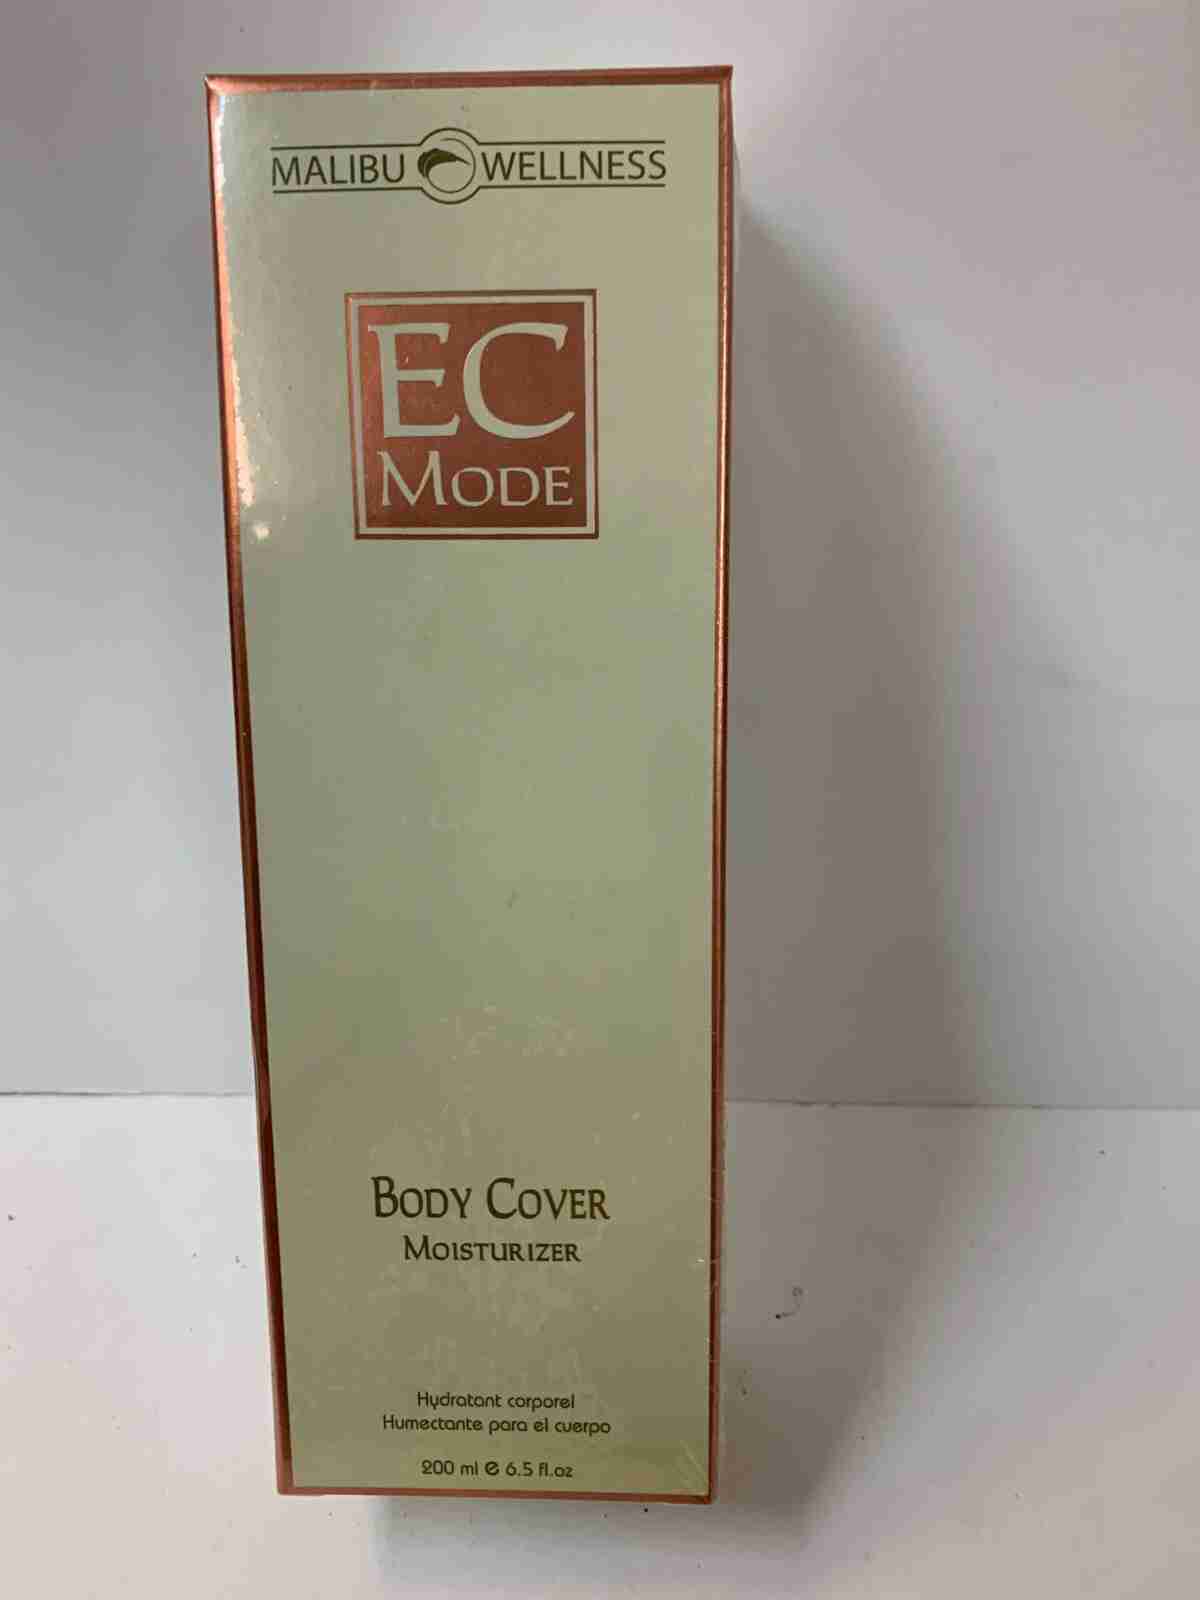 MALIBU WELLNESS
EC
MODE
BODY COVER
MOISTURIZER
Hydratant corporel
Humectante para el cuerpo
200 ml ℮ 6.5 fl.oz